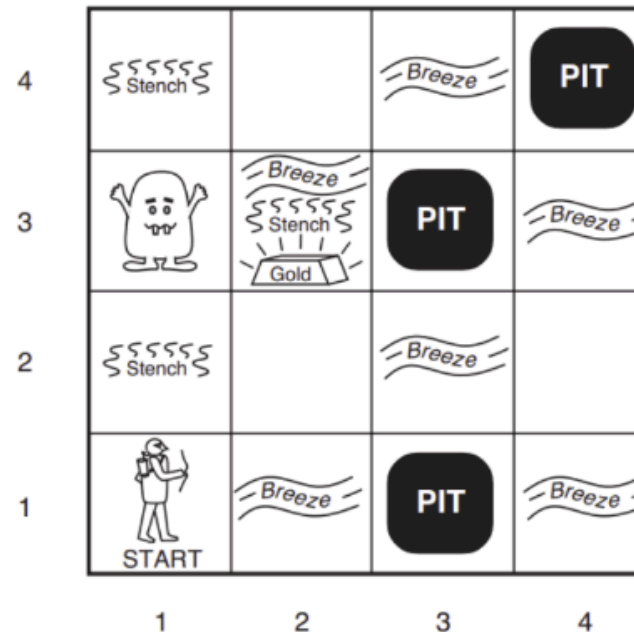 4
Stench
Breeze
PIT
3
Breeze
Stench
Gold
PIT
Breeze
2
Stench
Breeze
1
START
Breeze
PIT
Breeze
1 2 3 4